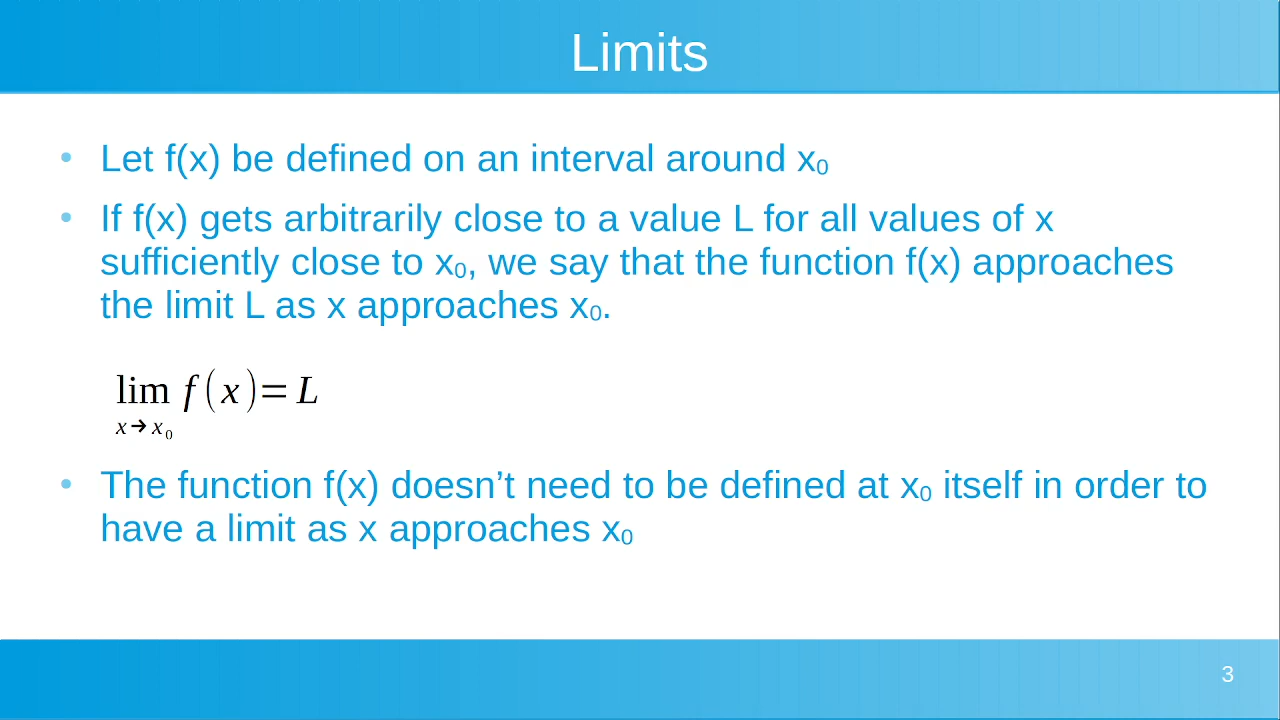 Limits
• Let f(x) be defined on an interval around x₀
• If f(x) gets arbitrarily close to a value L for all values of x
sufficiently close to x₀, we say that the function f(x) approaches
the limit L as x approaches x₀.
lim f(x)=L
x→x₀
• The function f(x) doesn’t need to be defined at x₀ itself in order to
have a limit as x approaches x₀
3